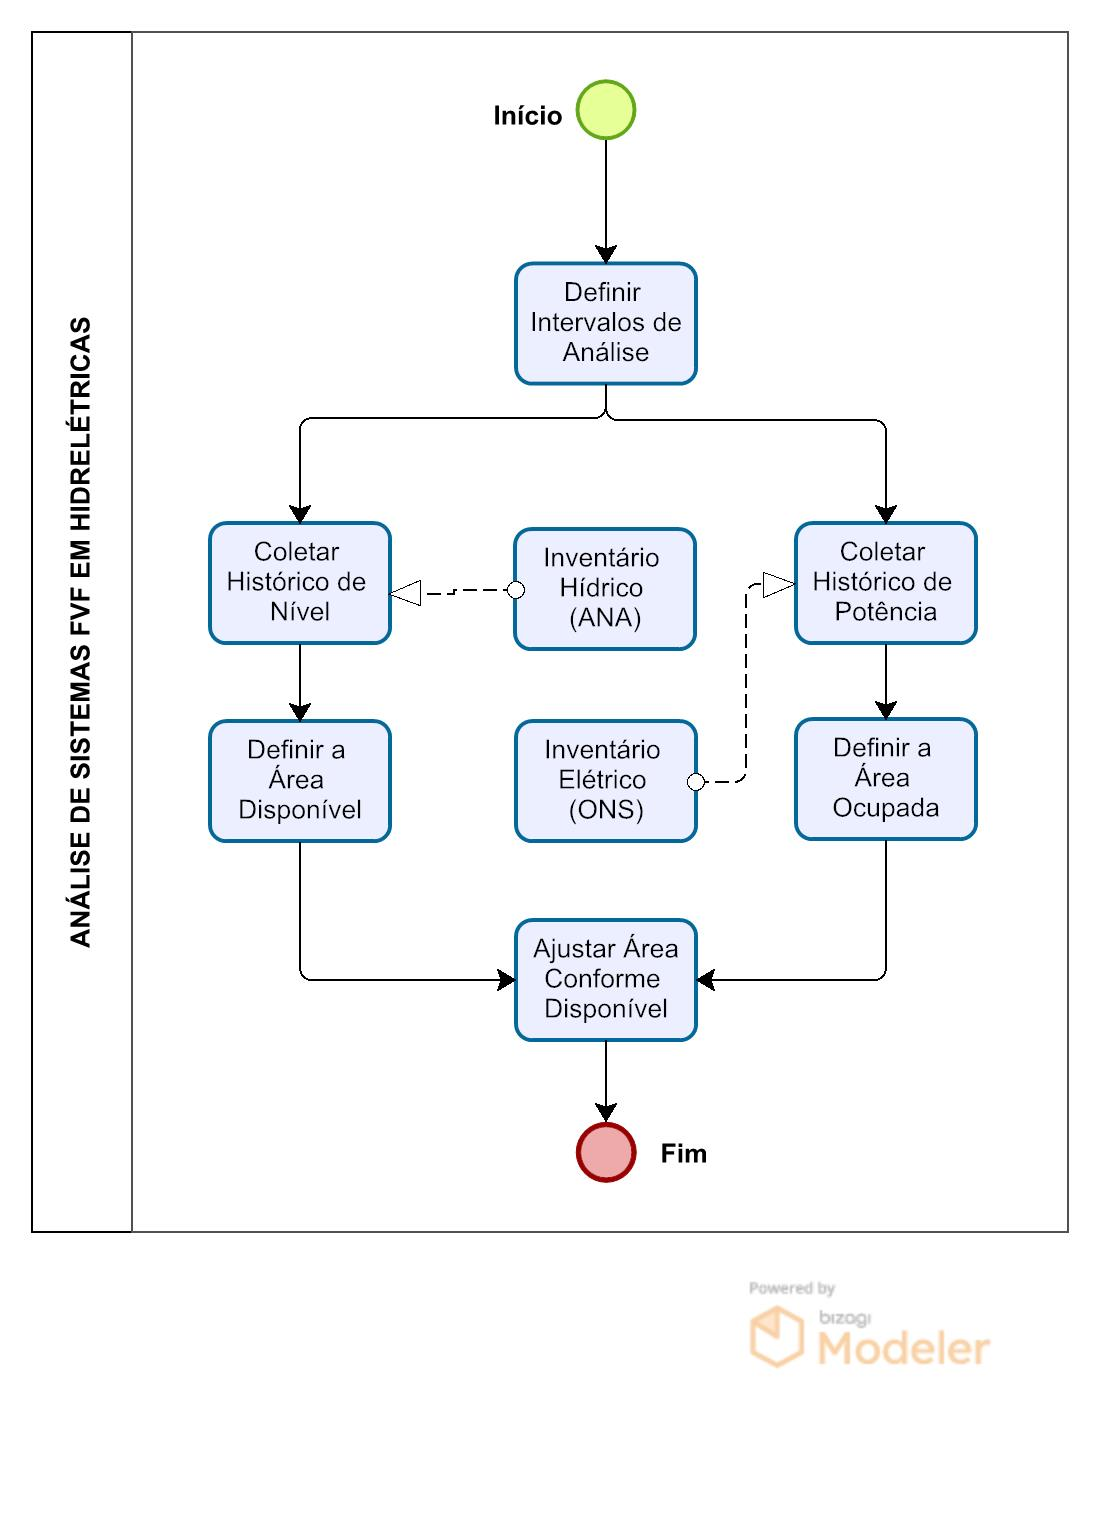 ANÁLISE DE SISTEMAS FVF EM HIDRELÉTRICAS
Início
Definir
Intervalos de
Análise
Coletar
Histórico de
Nível
Inventário
Hídrico
(ANA)
Coletar
Histórico de
Potência
Definir a
Área
Disponível
Inventário
Elétrico
(ONS)
Definir a
Área
Ocupada
Ajustar Área
Conforme
Disponível
Fim
Powered by
bizagi
Modeler